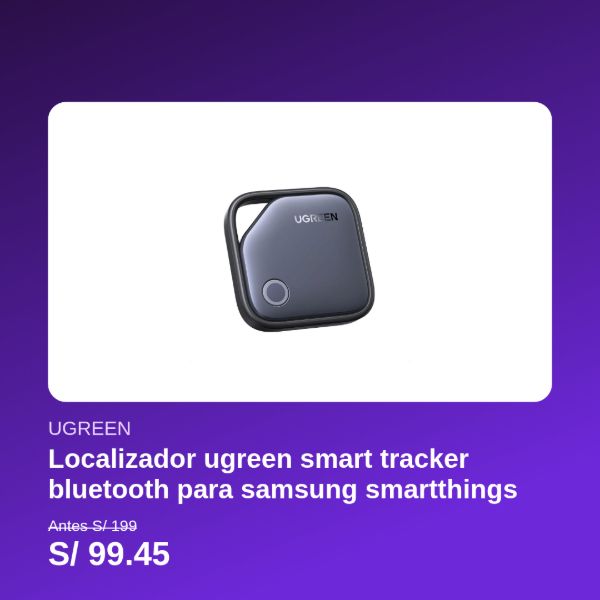 UGREEN
UGREEN
Localizador ugreen smart tracker
bluetooth para samsung smartthings
Antes S/ 199
S/ 99.45